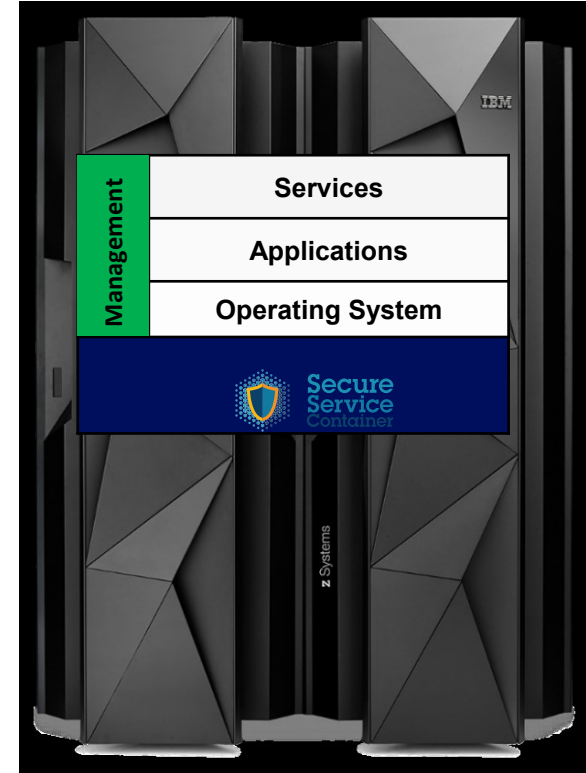 IBM
Management
Services
Applications
Operating System
Secure
Service
Container
z Systems